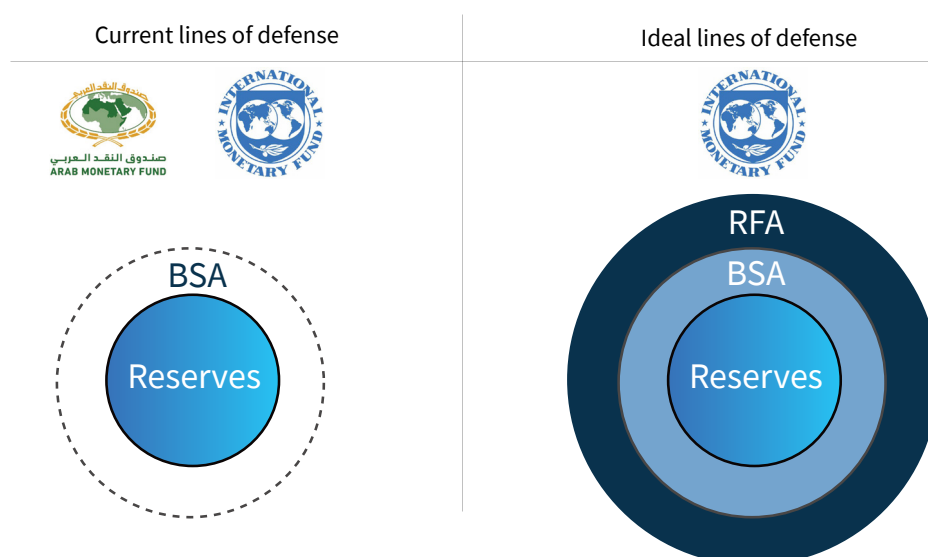 Current lines of defense
Ideal lines of defense
صندوق النقد العربي
صندوق النقد العربي
ARAB MONETARY FUND
INTERNATIONAL MONETARY FUND
INTERNATIONAL MONETARY FUND
RFA
BSA
BSA
Reserves
Reserves